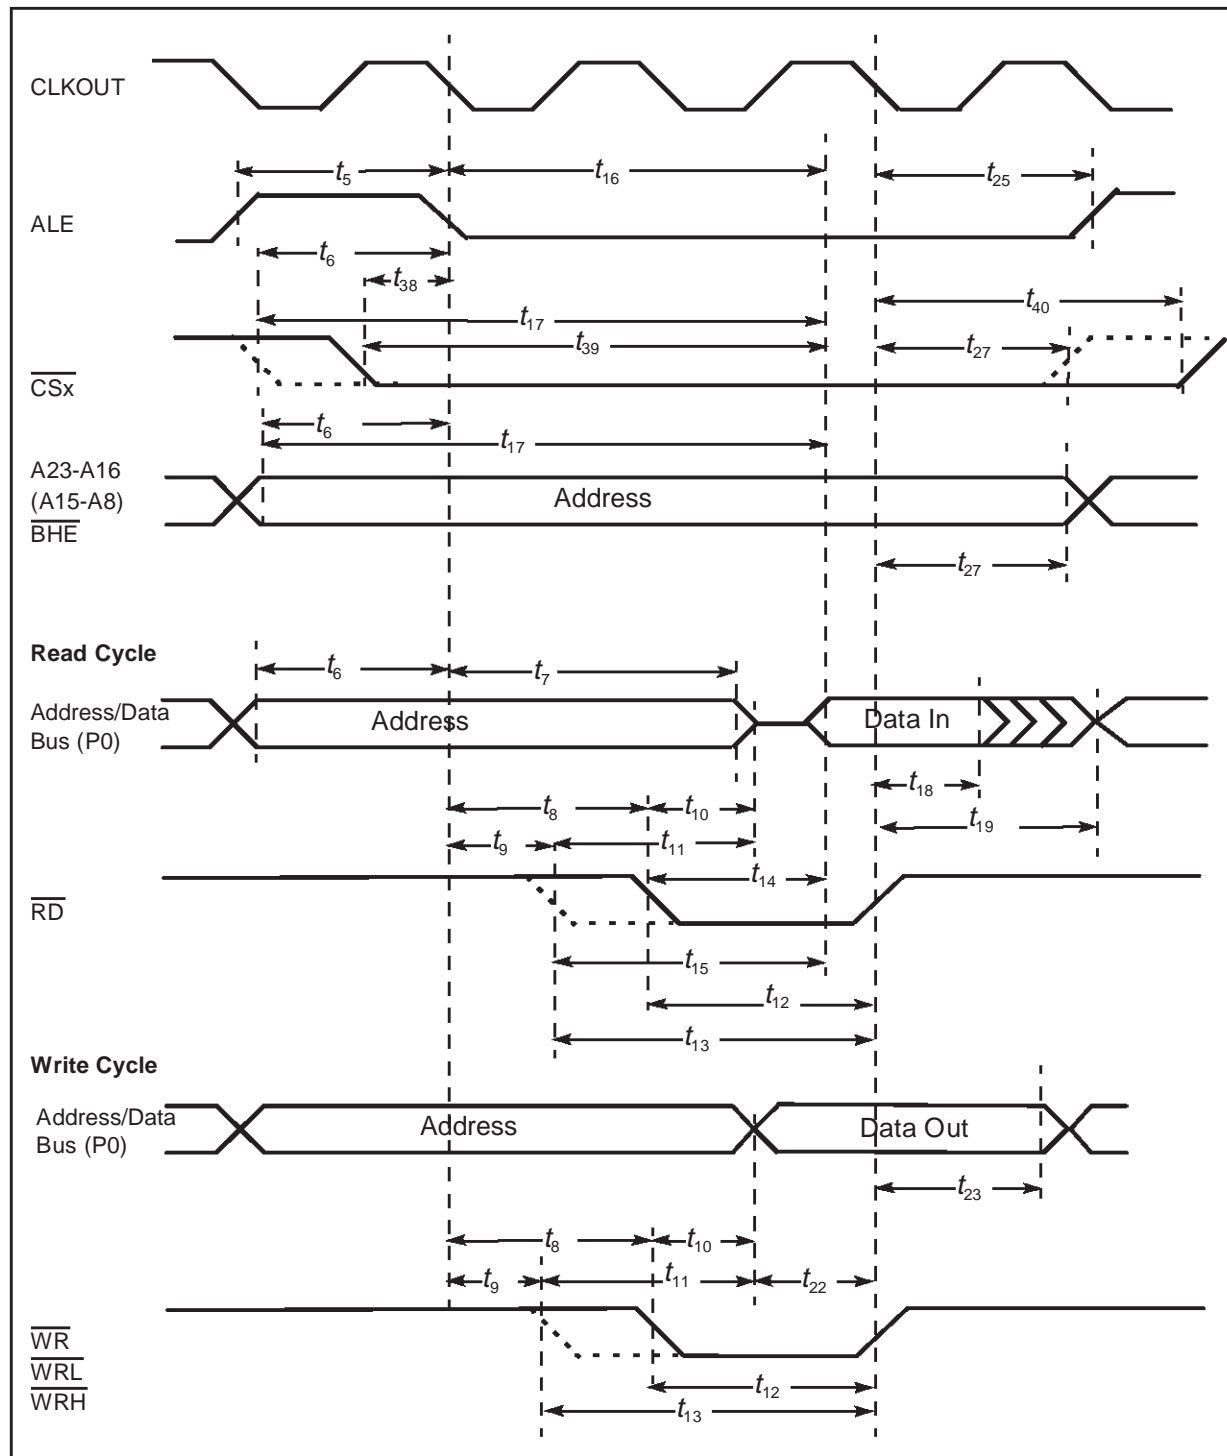 CLKOUT
t5 t16 t25
ALE
t6
t38
t40
t17
t39 t27
CSx
t6
t17
A23-A16
(A15-A8) Address
BHE
t27
Read Cycle
t6 t7
Address/Data Address Data In
Bus (P0)
t18
t8 t10
t19
t9 t11
t14
RD
t15
t12
t13
Write Cycle
Address/Data Address Data Out
Bus (P0)
t23
t8 t10
t9 t11 t22
WR
WRL
t12
WRH
t13